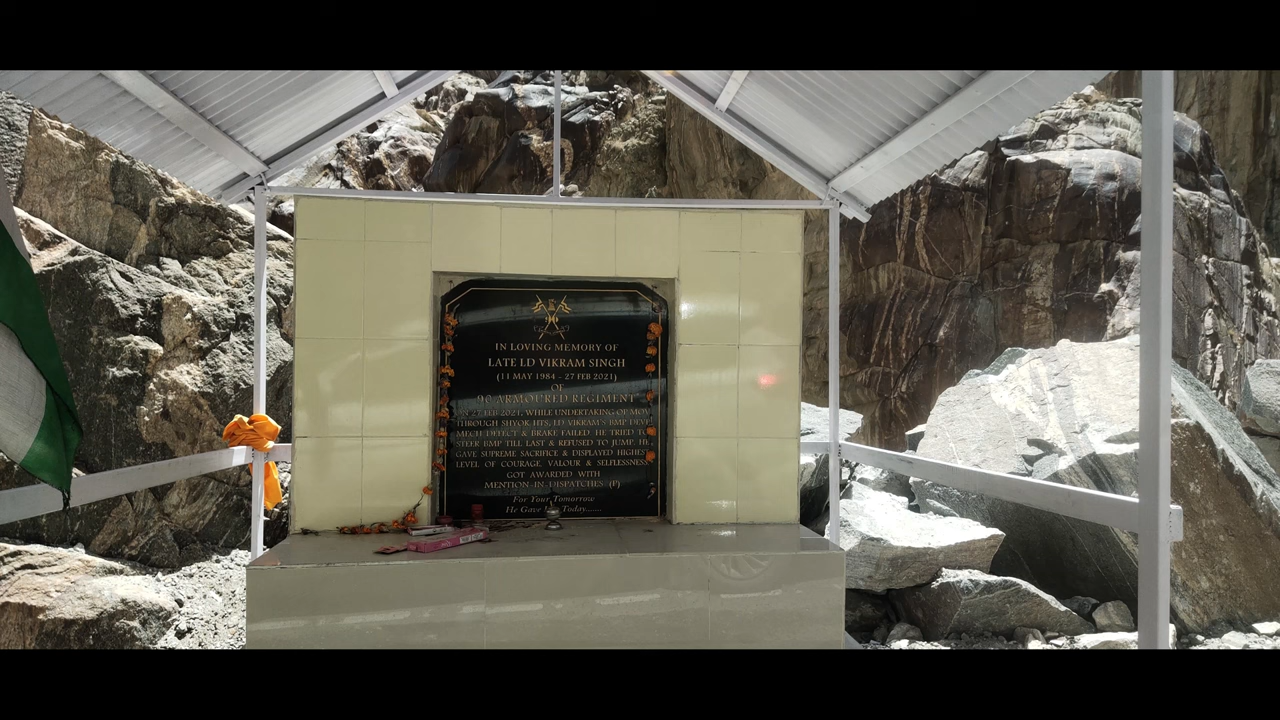 90
IN LOVING MEMORY OF
LATE LD VIKRAM SINGH
(11 MAY 1984 - 27 FEB 2021)
OF
'90 ARMOURED REGIMENT'
ON 27 FEB 2021, WHILE UNDERTAKING OP MOV
THROUGH SHYOK HTS, LD VIKRAM'S BMP DEVE
MECH DEFECT & BRAKE FAILED. HE TRIED TO
STEER BMP TILL LAST & REFUSED TO JUMP. HE
GAVE SUPREME SACRIFICE & DISPLAYED HIGHEST
LEVEL OF COURAGE, VALOUR & SELFLESSNESS
GOT AWARDED WITH
MENTION-IN-DISPATCHES (P)
For Your Tomorrow
He Gave Today......